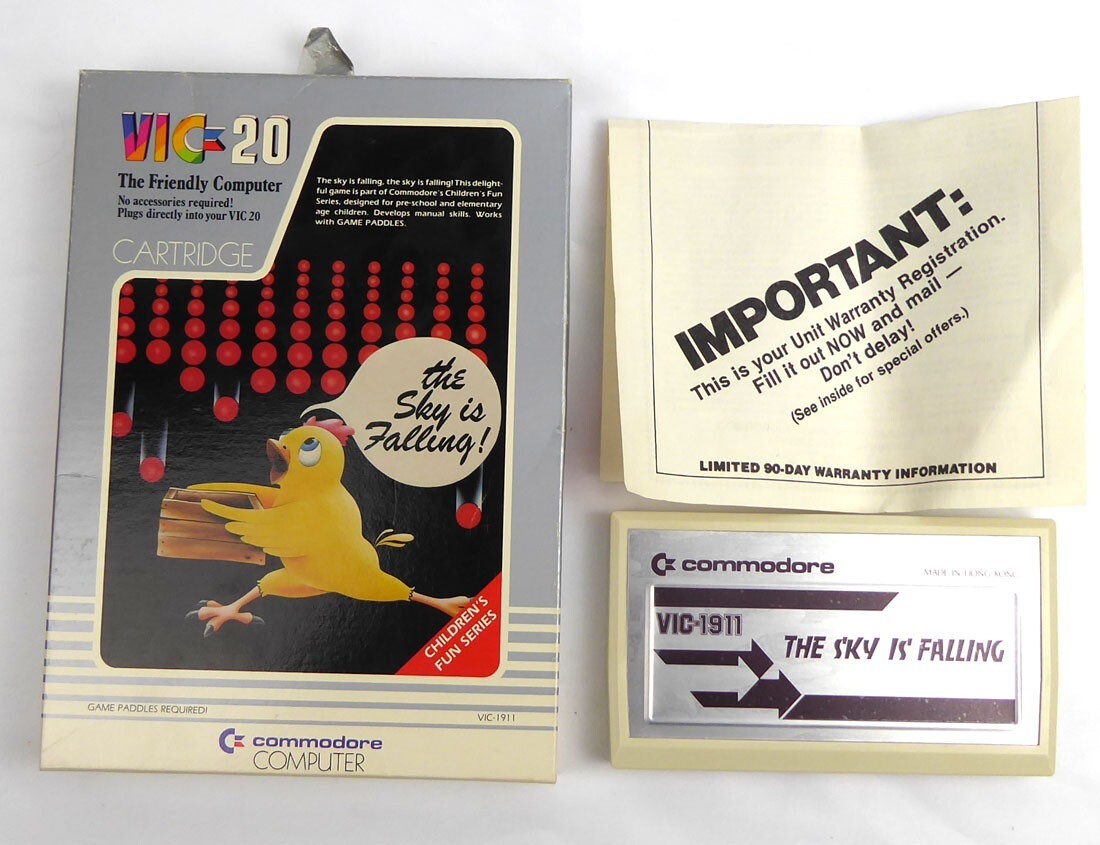 VIC-20
The Friendly Computer
No accessories required!
Plugs directly into your VIC 20
CARTRIDGE
The sky is falling, the sky is falling! This delight-
ful game is part of Commodore's Children's Fun
Series, designed for pre-school and elementary
age children. Develops manual skills. Works
with GAME PADDLES.
the
Sky is
Falling!
CHILDREN'S
FUN SERIES
GAME PADDLES REQUIRED!
VIC-1911
commodore
COMPUTER
IMPORTANT:
This is your Unit Warranty Registration.
Fill it out NOW and mail —
Don't delay!
(See inside for special offers.)
LIMITED 90-DAY WARRANTY INFORMATION
commodore
MADE IN HONG KONG
VIC-1911
THE SKY IS FALLING